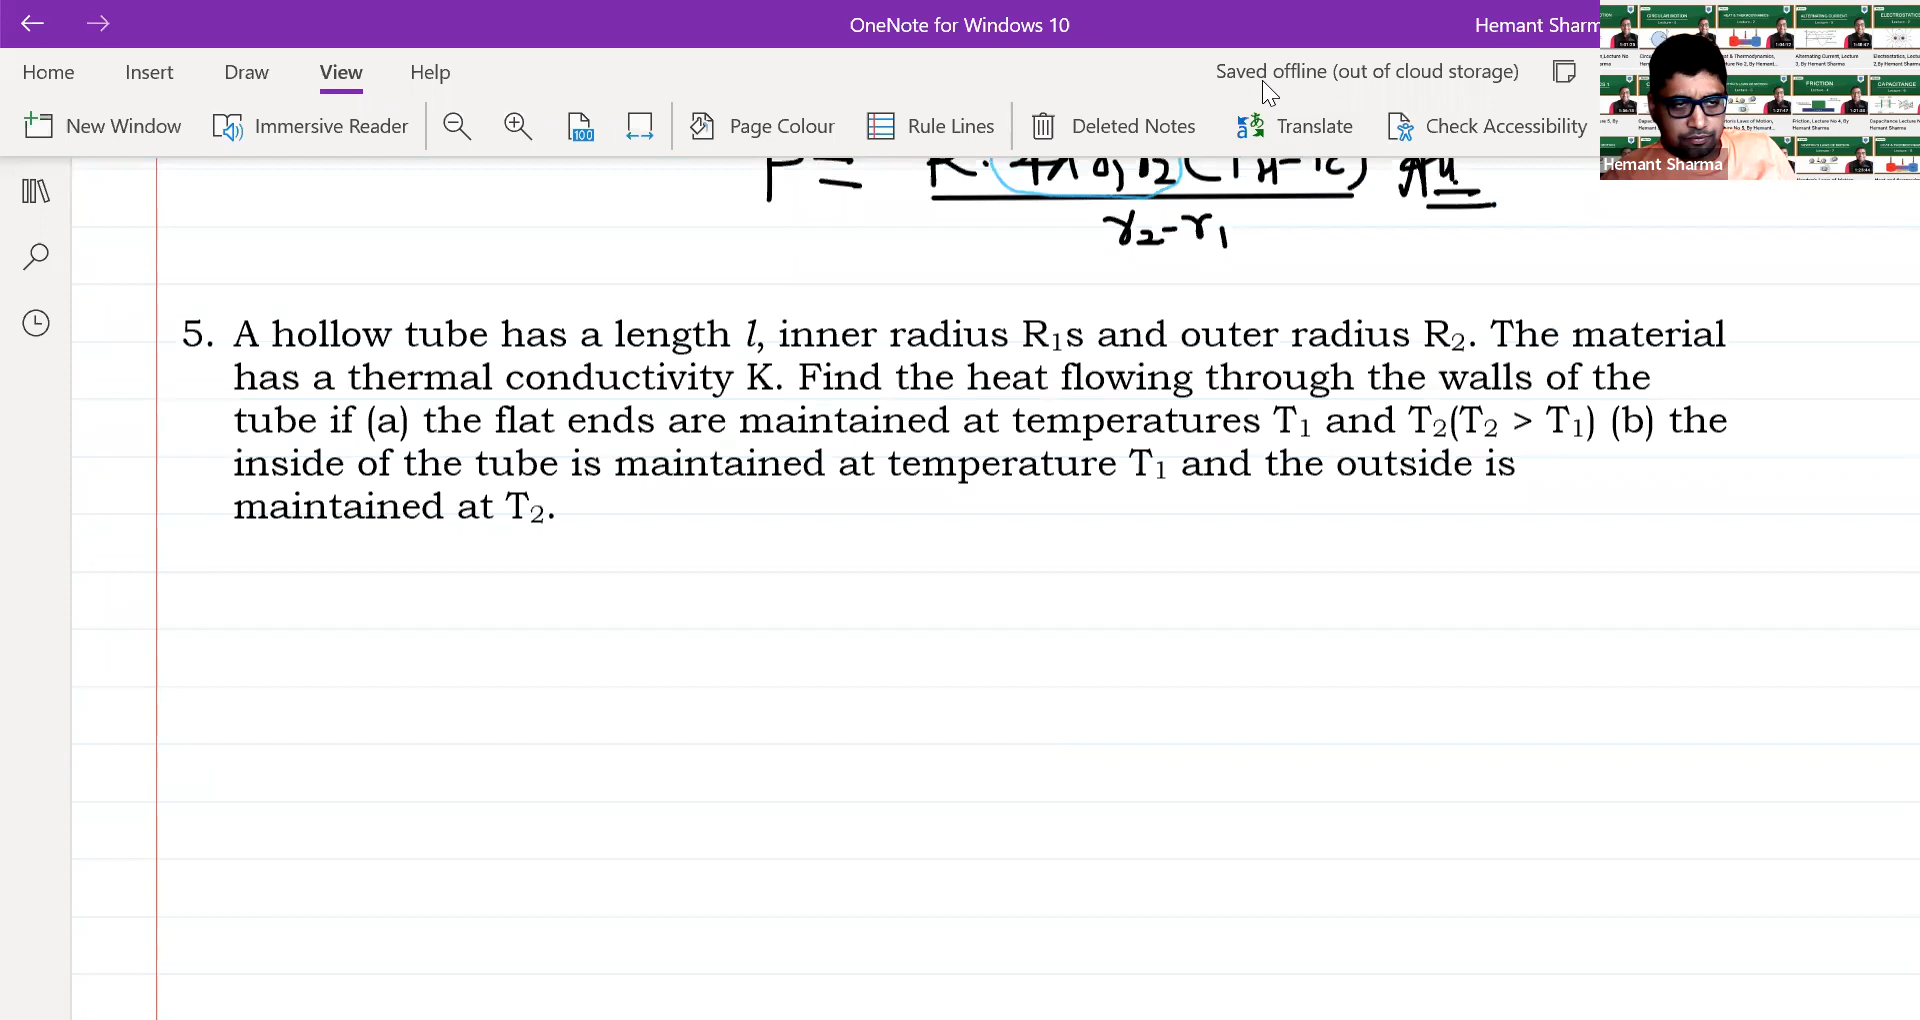 OneNote for Windows 10
Hemant Sharm
Home Insert Draw View Help
Saved offline (out of cloud storage)
New Window Immersive Reader 100 Page Colour Rule Lines Deleted Notes Translate Check Accessibility
Hemant Sharma
r₂-r₁
5. A hollow tube has a length l, inner radius R₁s and outer radius R₂. The material
has a thermal conductivity K. Find the heat flowing through the walls of the
tube if (a) the flat ends are maintained at temperatures T₁ and T₂(T₂ > T₁) (b) the
inside of the tube is maintained at temperature T₁ and the outside is
maintained at T₂.